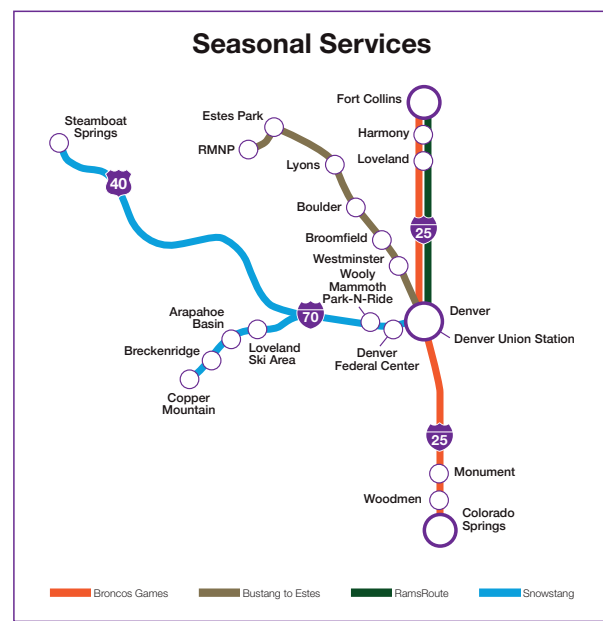 Seasonal Services
Fort Collins
Steamboat
Springs
Estes Park
Harmony
RMNP
Loveland
Lyons
40
Boulder
25
Broomfield
Westminster
Wooly
Mammoth
Park-N-Ride
70
Denver
Denver Union Station
Arapahoe
Basin
Loveland
Ski Area
Denver
Federal Center
Breckenridge
Copper
Mountain
25
Monument
Woodmen
Colorado
Springs
Broncos Games
Bustang to Estes
RamsRoute
Snowstang